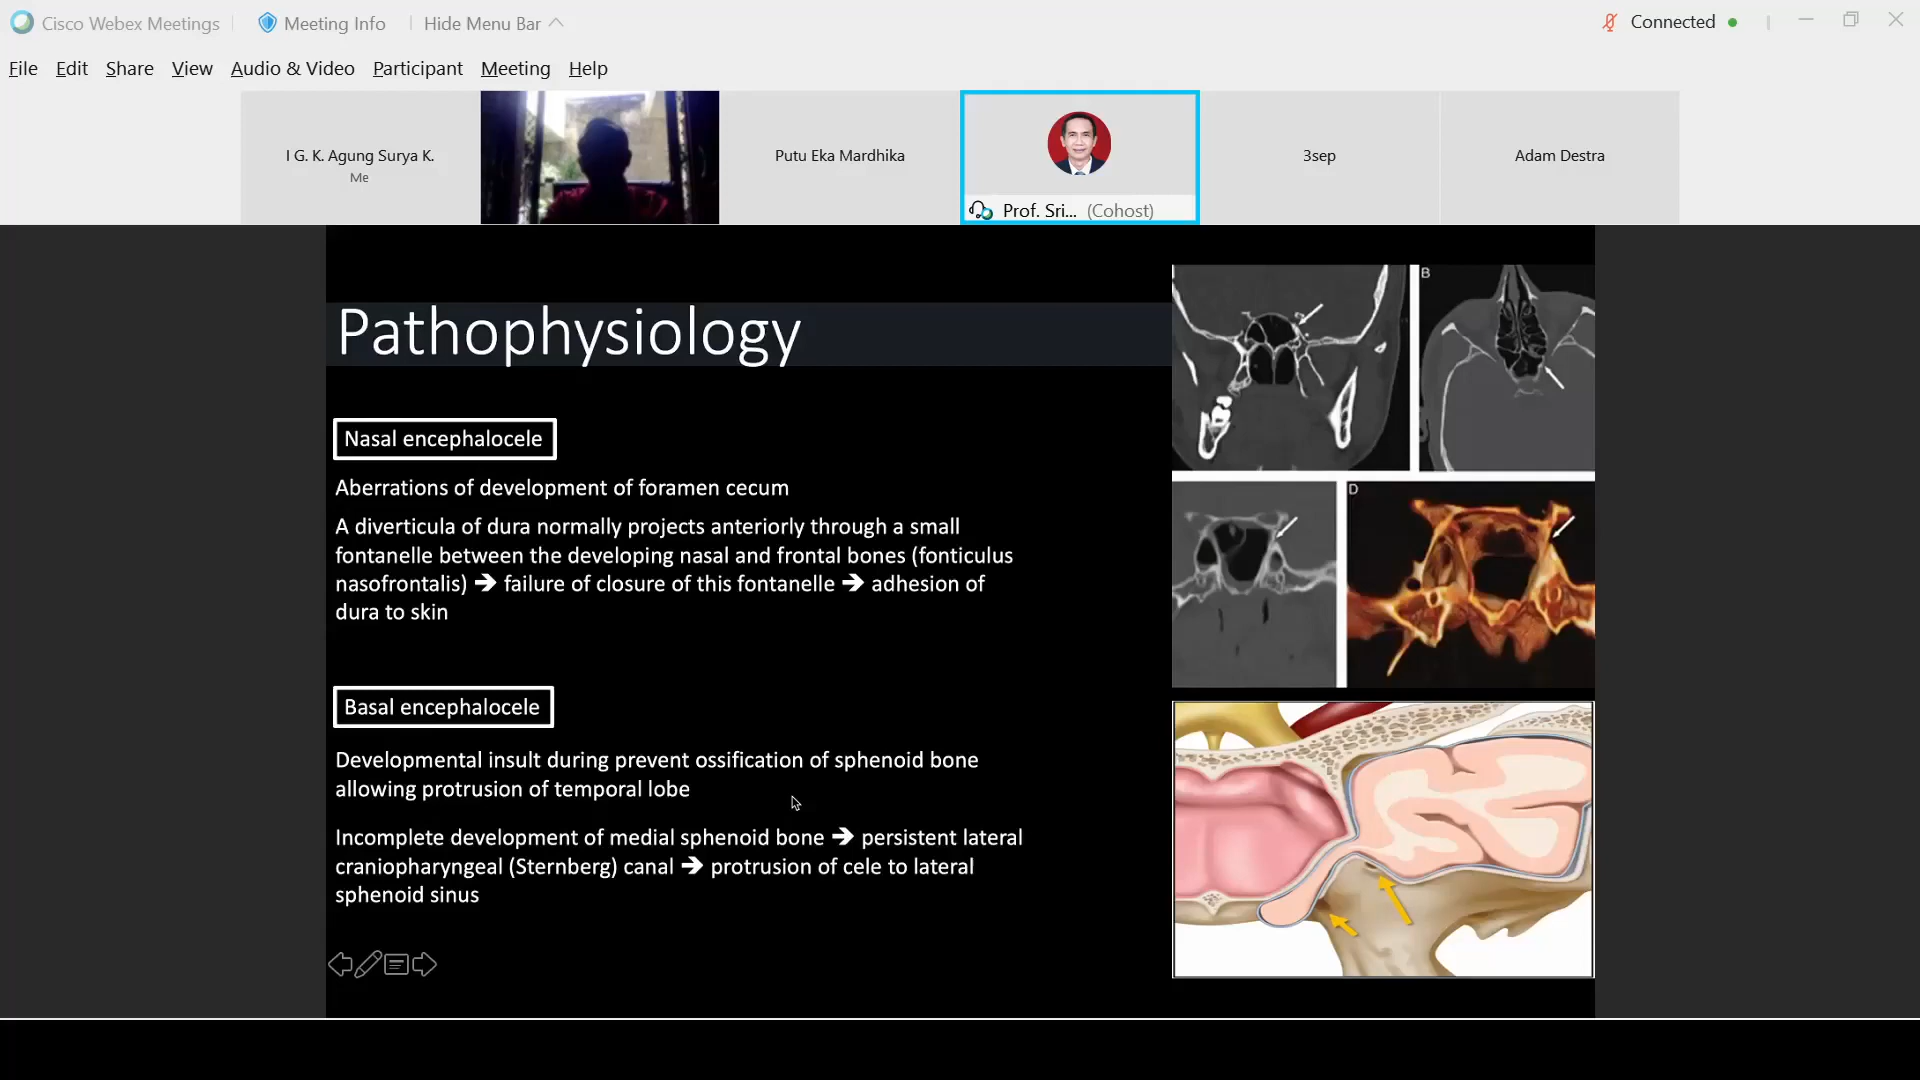 Cisco Webex Meetings
Meeting Info
Hide Menu Bar
Connected
File Edit Share View Audio & Video Participant Meeting Help
I G. K. Agung Surya K.
Me
Putu Eka Mardhika
Prof. Sri... (Cohost)
3sep
Adam Destra
Pathophysiology
Nasal encephalocele
Aberrations of development of foramen cecum
A diverticula of dura normally projects anteriorly through a small
fontanelle between the developing nasal and frontal bones (fonticulus
nasofrontalis) ➔ failure of closure of this fontanelle ➔ adhesion of
dura to skin
Basal encephalocele
Developmental insult during prevent ossification of sphenoid bone
allowing protrusion of temporal lobe
Incomplete development of medial sphenoid bone ➔ persistent lateral
craniopharyngeal (Sternberg) canal ➔ protrusion of cele to lateral
sphenoid sinus
B
D